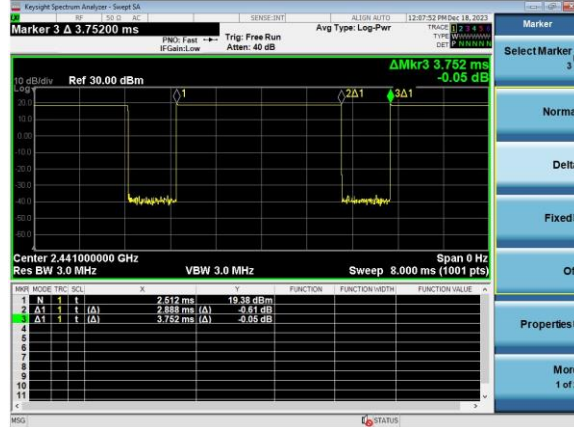 Keysight Spectrum Analyzer - Swept SA
RF 50 Ω AC SENSE:INT ALIGN AUTO 12:07:52 PM Dec 18, 2023
Marker 3 Δ 3.75200 ms
PNO: Fast
IFGain:Low
Trig: Free Run
Atten: 40 dB
Avg Type: Log-Pwr
TRACE 1 2 3 4 5 6
TYPE W
DET P N N N N N
Marker
Select Marker
3
ΔMkr3 3.752 ms
-0.05 dB
10 dB/div
Log
Ref 30.00 dBm
1
2Δ1
3Δ1
20.0
10.0
0.00
-10.0
-20.0
-30.0
-40.0
-50.0
-60.0
Normal
Delta
Fixed
Off
Center 2.441000000 GHz
Span 0 Hz
Res BW 3.0 MHz
VBW 3.0 MHz
Sweep 8.000 ms (1001 pts)
MKR MODE TRC SCL X Y FUNCTION FUNCTION WIDTH FUNCTION VALUE
1 N 1 t 2.512 ms 19.38 dBm
2 Δ1 1 t (Δ) 2.888 ms (Δ) -0.61 dB
3 Δ1 1 t (Δ) 3.752 ms (Δ) -0.05 dB
4
5
6
7
8
9
10
11
Properties
More
1 of
MSG
STATUS